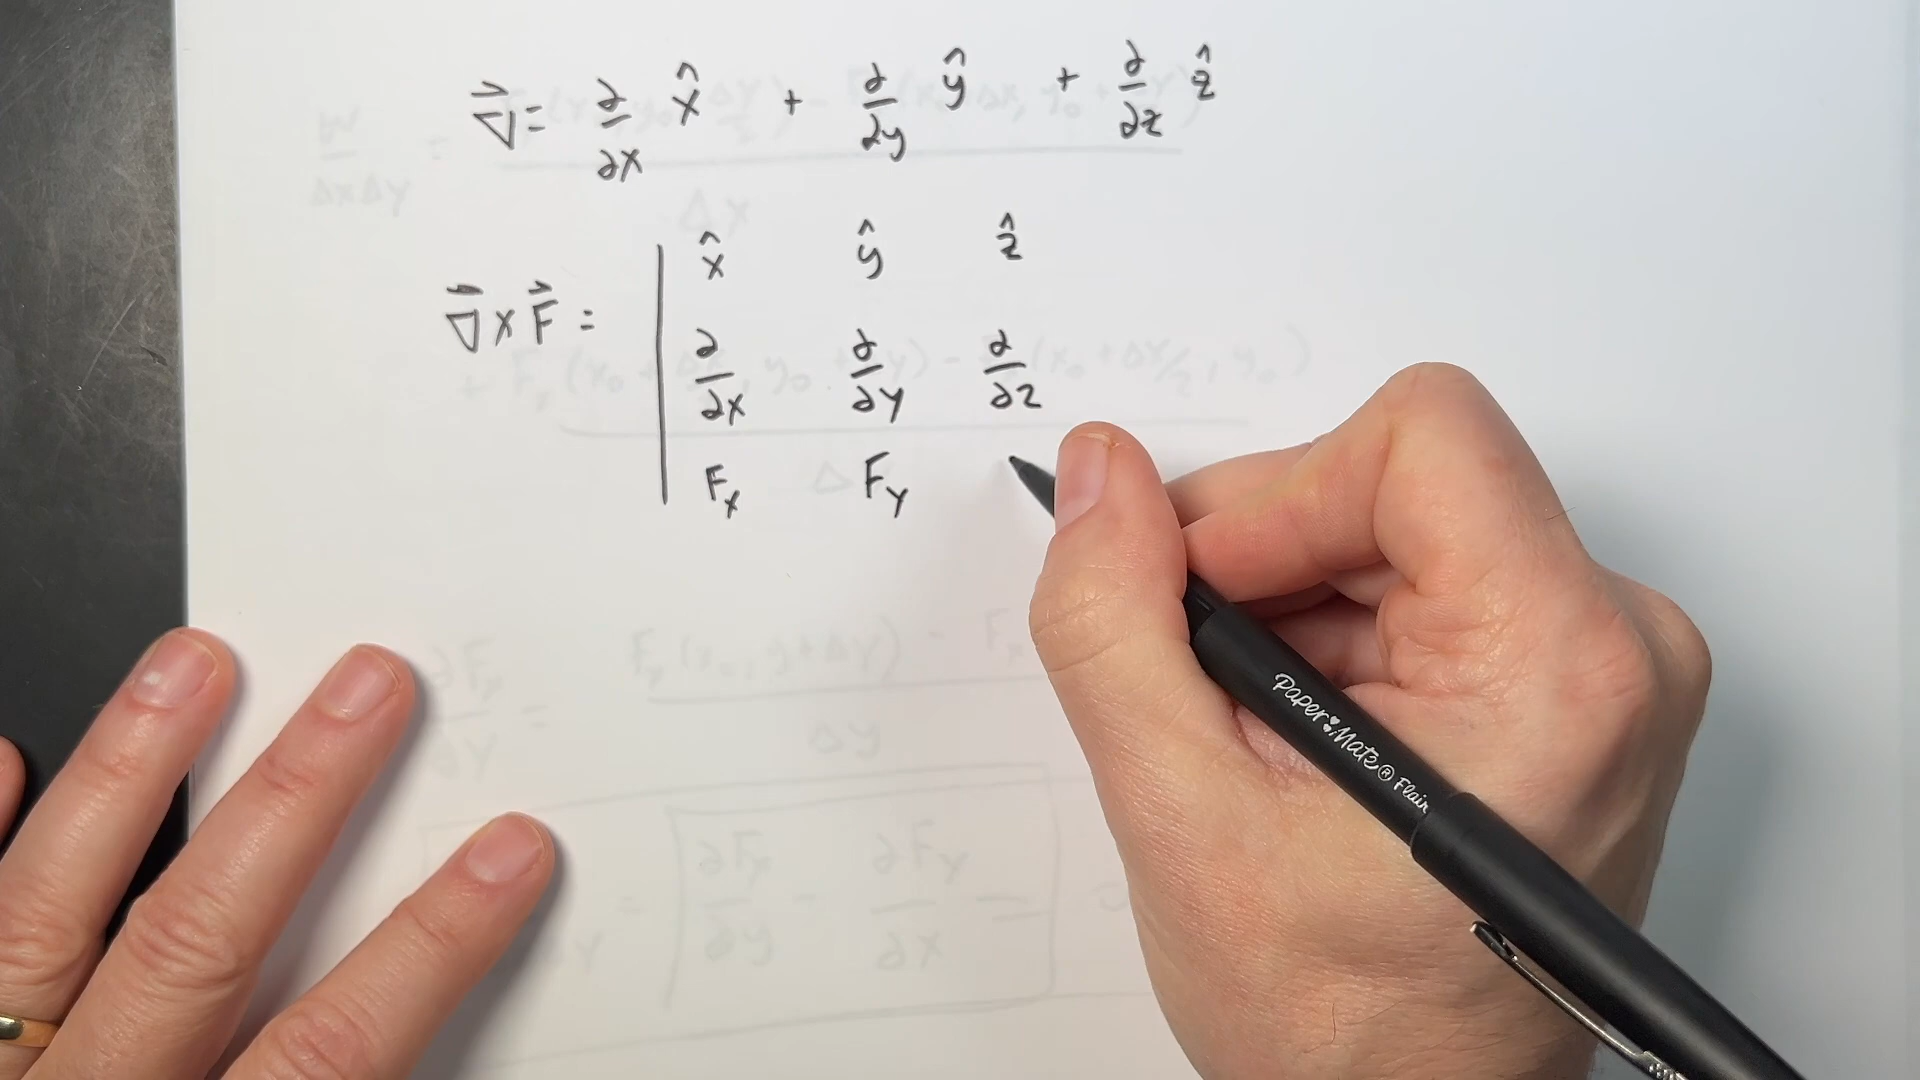 ∇⃗ = ∂/∂x x̂ + ∂/∂y ŷ + ∂/∂z ẑ
x̂ ŷ ẑ
∇⃗ x F⃗ =
∂/∂x ∂/∂y ∂/∂z
Fx Fy
Paper Mate® Flair